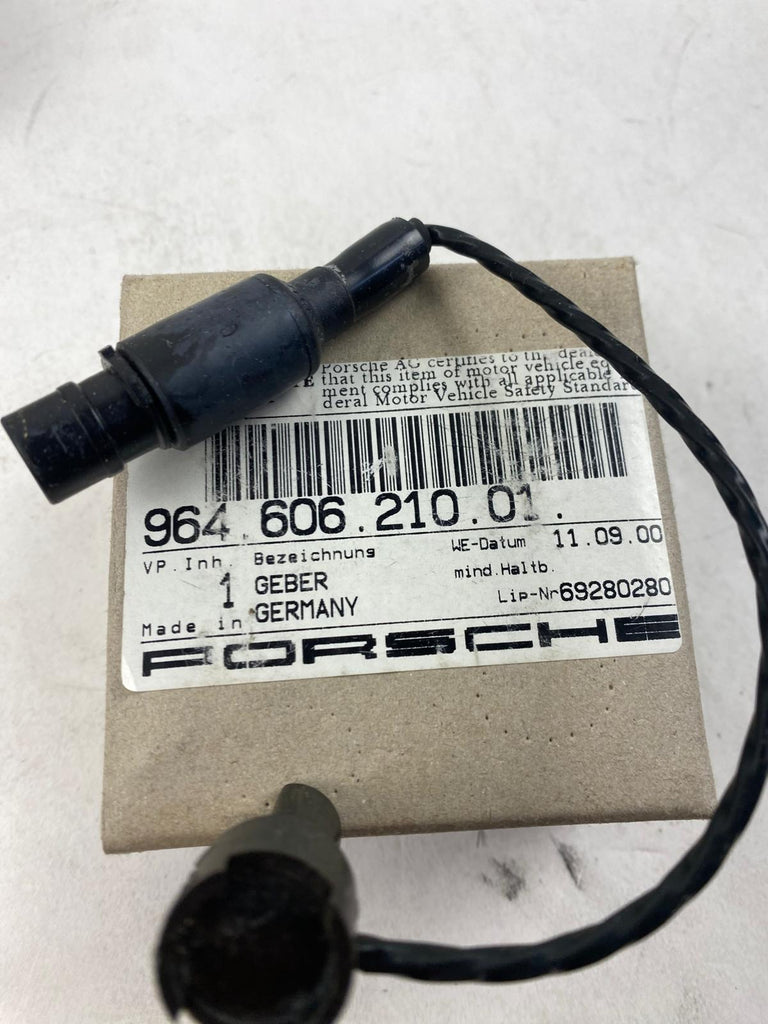 Porsche AG certifies to the deale
E that this item of motor vehicle eq
ment complies with all applicable
deral Motor Vehicle Safety Standard
964.606.210.01.
VP.Inh. Bezeichnung WE-Datum 11.09.00
1 GEBER mind.Haltb.
Made in GERMANY Lip-Nr69280280
PORSCHE